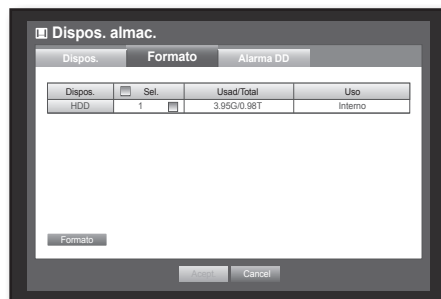 Dispos. almac.
Dispos. Formato Alarma DD
Dispos. Sel. Usad/Total Uso
HDD 1 3.95G/0.98T Interno
Formato
Acept. Cancel